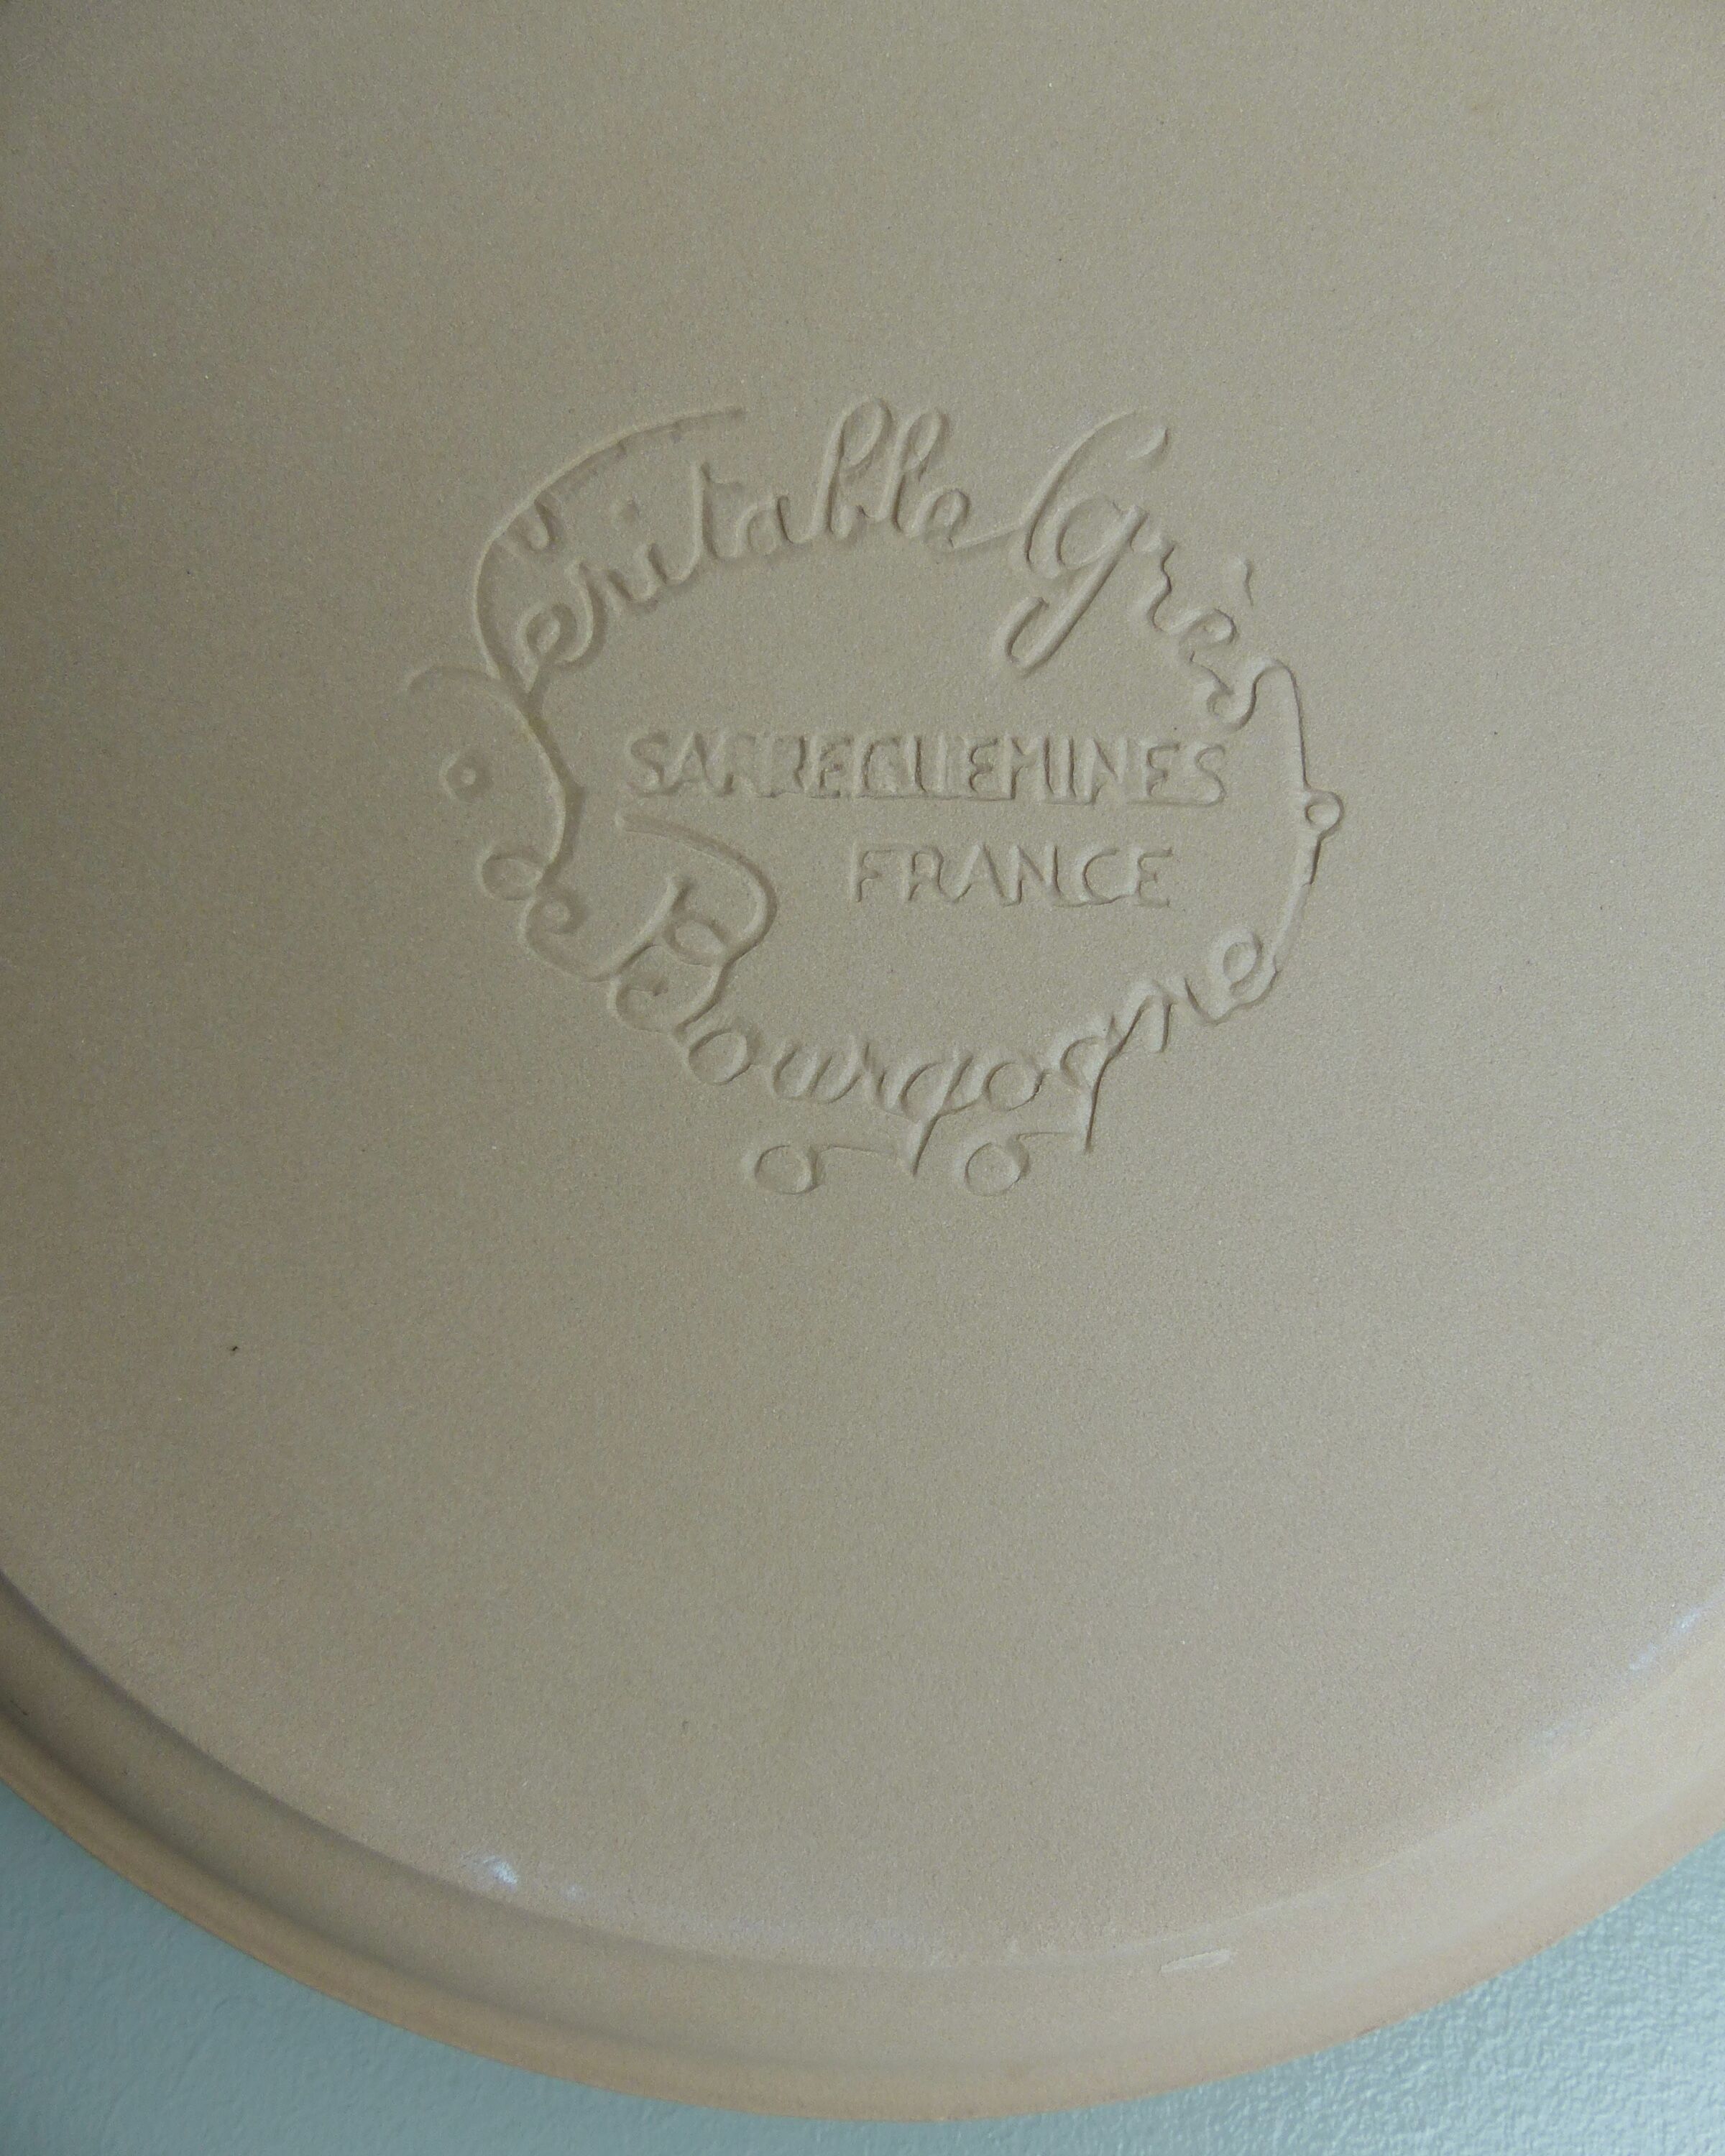 Véritable Grès
SARREGUEMINES
FRANCE
de Bourgogne